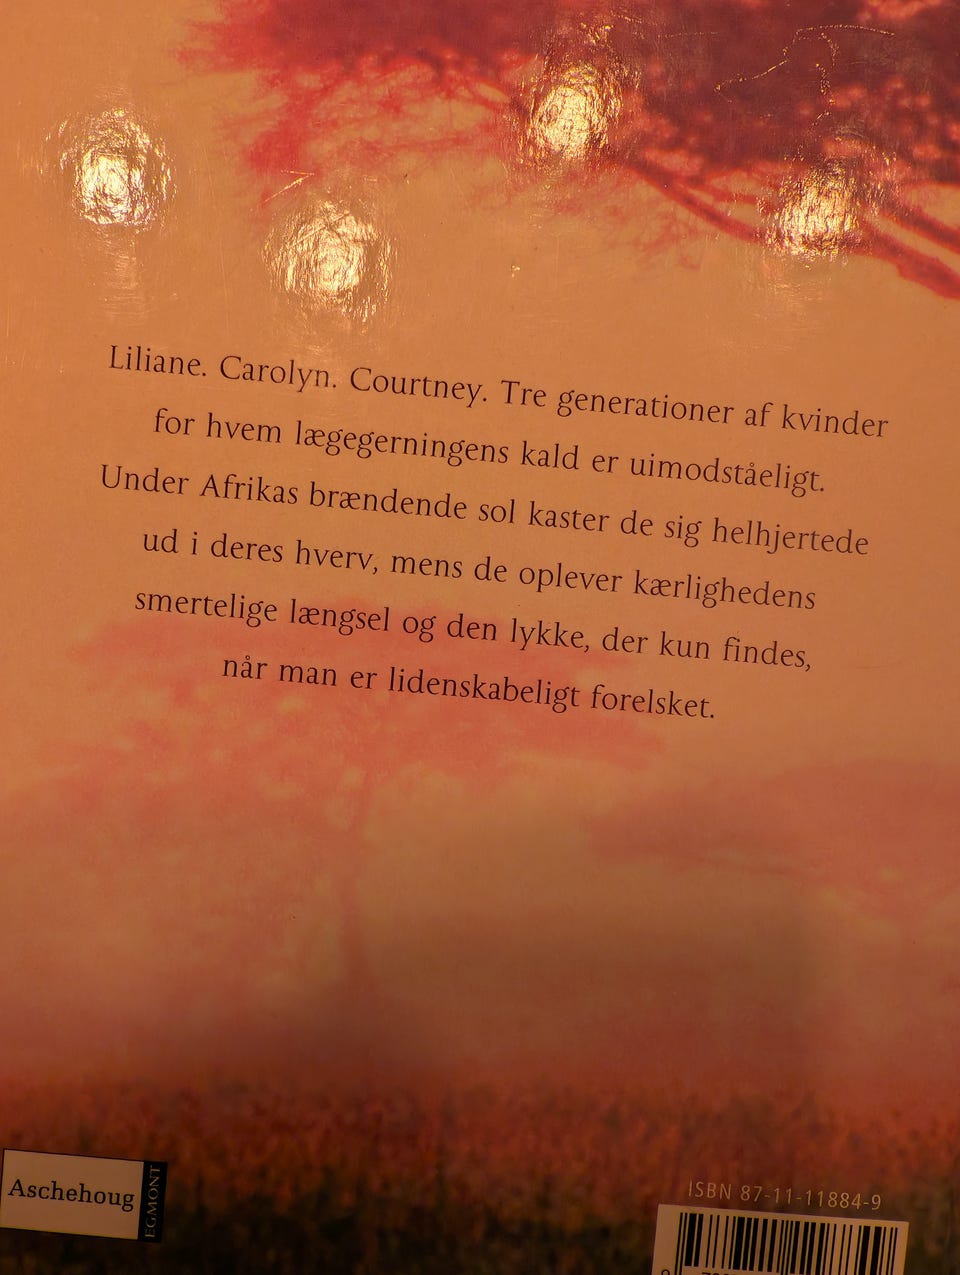 Liliane. Carolyn. Courtney. Tre generationer af kvinder
for hvem lægegerningens kald er uimodståeligt.
Under Afrikas brændende sol kaster de sig helhjertede
ud i deres hverv, mens de oplever kærlighedens
smertelige længsel og den lykke, der kun findes,
når man er lidenskabeligt forelsket.
Aschehoug
EGMONT
ISBN 87-11-11884-9